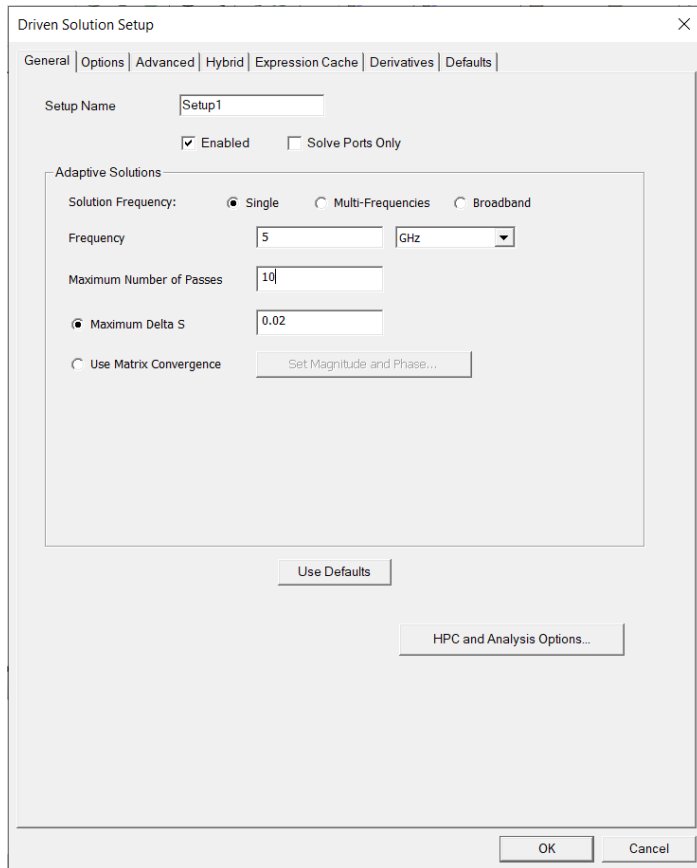 Driven Solution Setup
General Options Advanced Hybrid Expression Cache Derivatives Defaults
Setup Name Setup1
Enabled Solve Ports Only
Adaptive Solutions
Solution Frequency: Single Multi-Frequencies Broadband
Frequency 5 GHz
Maximum Number of Passes 10
Maximum Delta S 0.02
Use Matrix Convergence Set Magnitude and Phase...
Use Defaults
HPC and Analysis Options...
OK Cancel